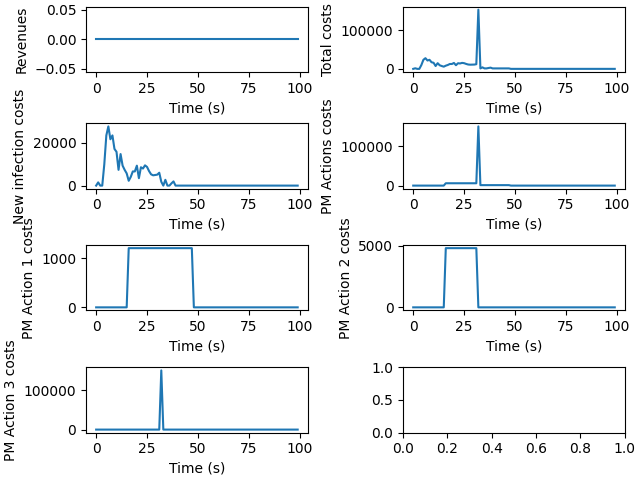 Revenues
0.05
0.00
−0.05
0 25 50 75 100
Time (s)
Total costs
100000
0
0 25 50 75 100
Time (s)
New infection costs
20000
0
0 25 50 75 100
Time (s)
PM Actions costs
100000
0
0 25 50 75 100
Time (s)
PM Action 1 costs
1000
0
0 25 50 75 100
Time (s)
PM Action 2 costs
5000
0
0 25 50 75 100
Time (s)
PM Action 3 costs
100000
0
0 25 50 75 100
Time (s)
1.0
0.5
0.0
0.0 0.2 0.4 0.6 0.8 1.0